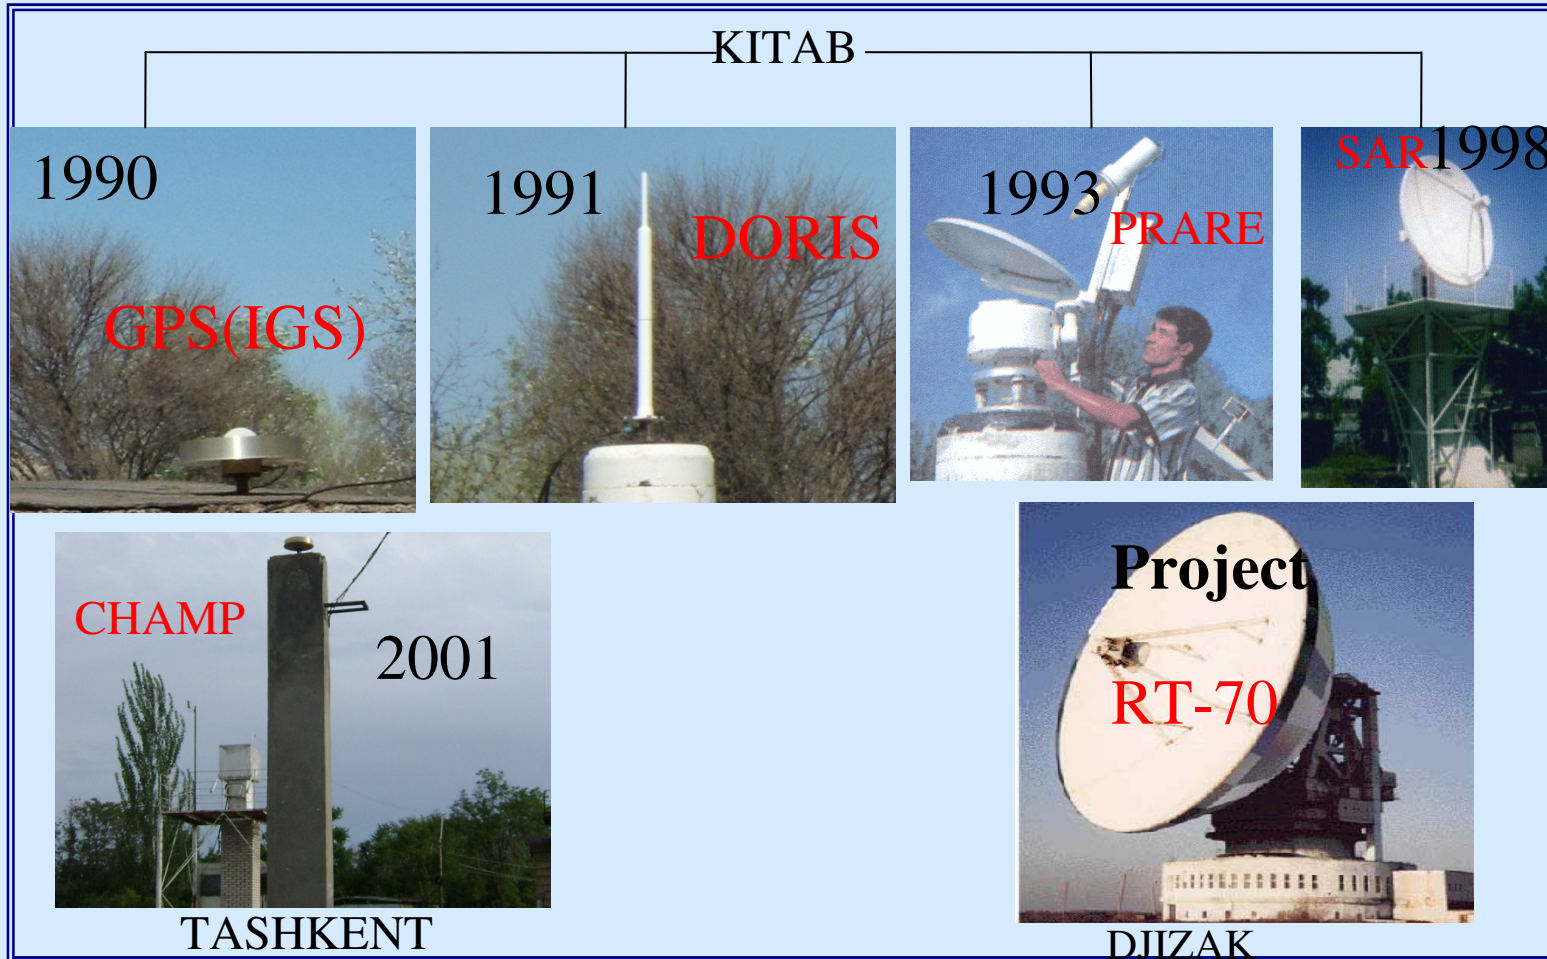 KITAB
1990
GPS(IGS)
1991
DORIS
1993
PRARE
SAR 1998
CHAMP
2001
TASHKENT
Project
RT-70
DJIZAK